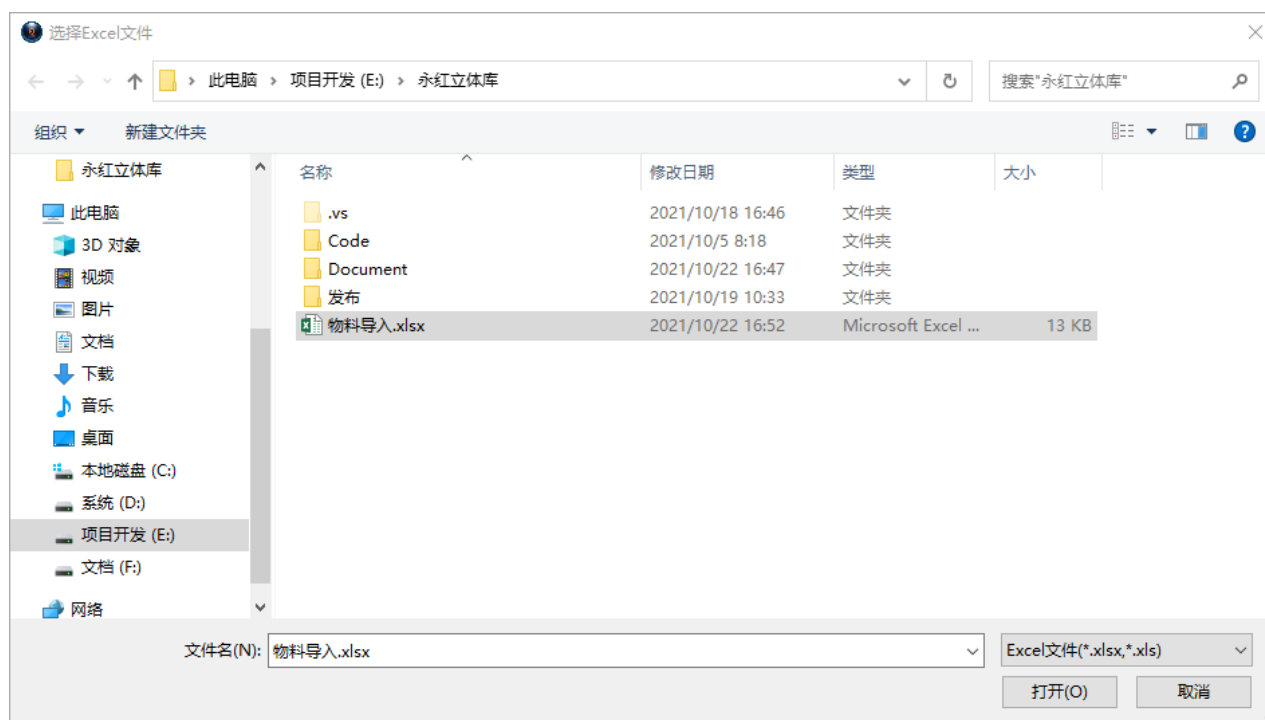 选择Excel文件
此电脑 › 项目开发 (E:) › 永红立体库
搜索"永红立体库"
组织 新建文件夹
永红立体库
此电脑
3D 对象
视频
图片
文档
下载
音乐
桌面
本地磁盘 (C:)
系统 (D:)
项目开发 (E:)
文档 (F:)
网络
名称 修改日期 类型 大小
.vs 2021/10/18 16:46 文件夹
Code 2021/10/5 8:18 文件夹
Document 2021/10/22 16:47 文件夹
发布 2021/10/19 10:33 文件夹
物料导入.xlsx 2021/10/22 16:52 Microsoft Excel ... 13 KB
文件名(N): 物料导入.xlsx Excel文件(*.xlsx,*.xls)
打开(O) 取消